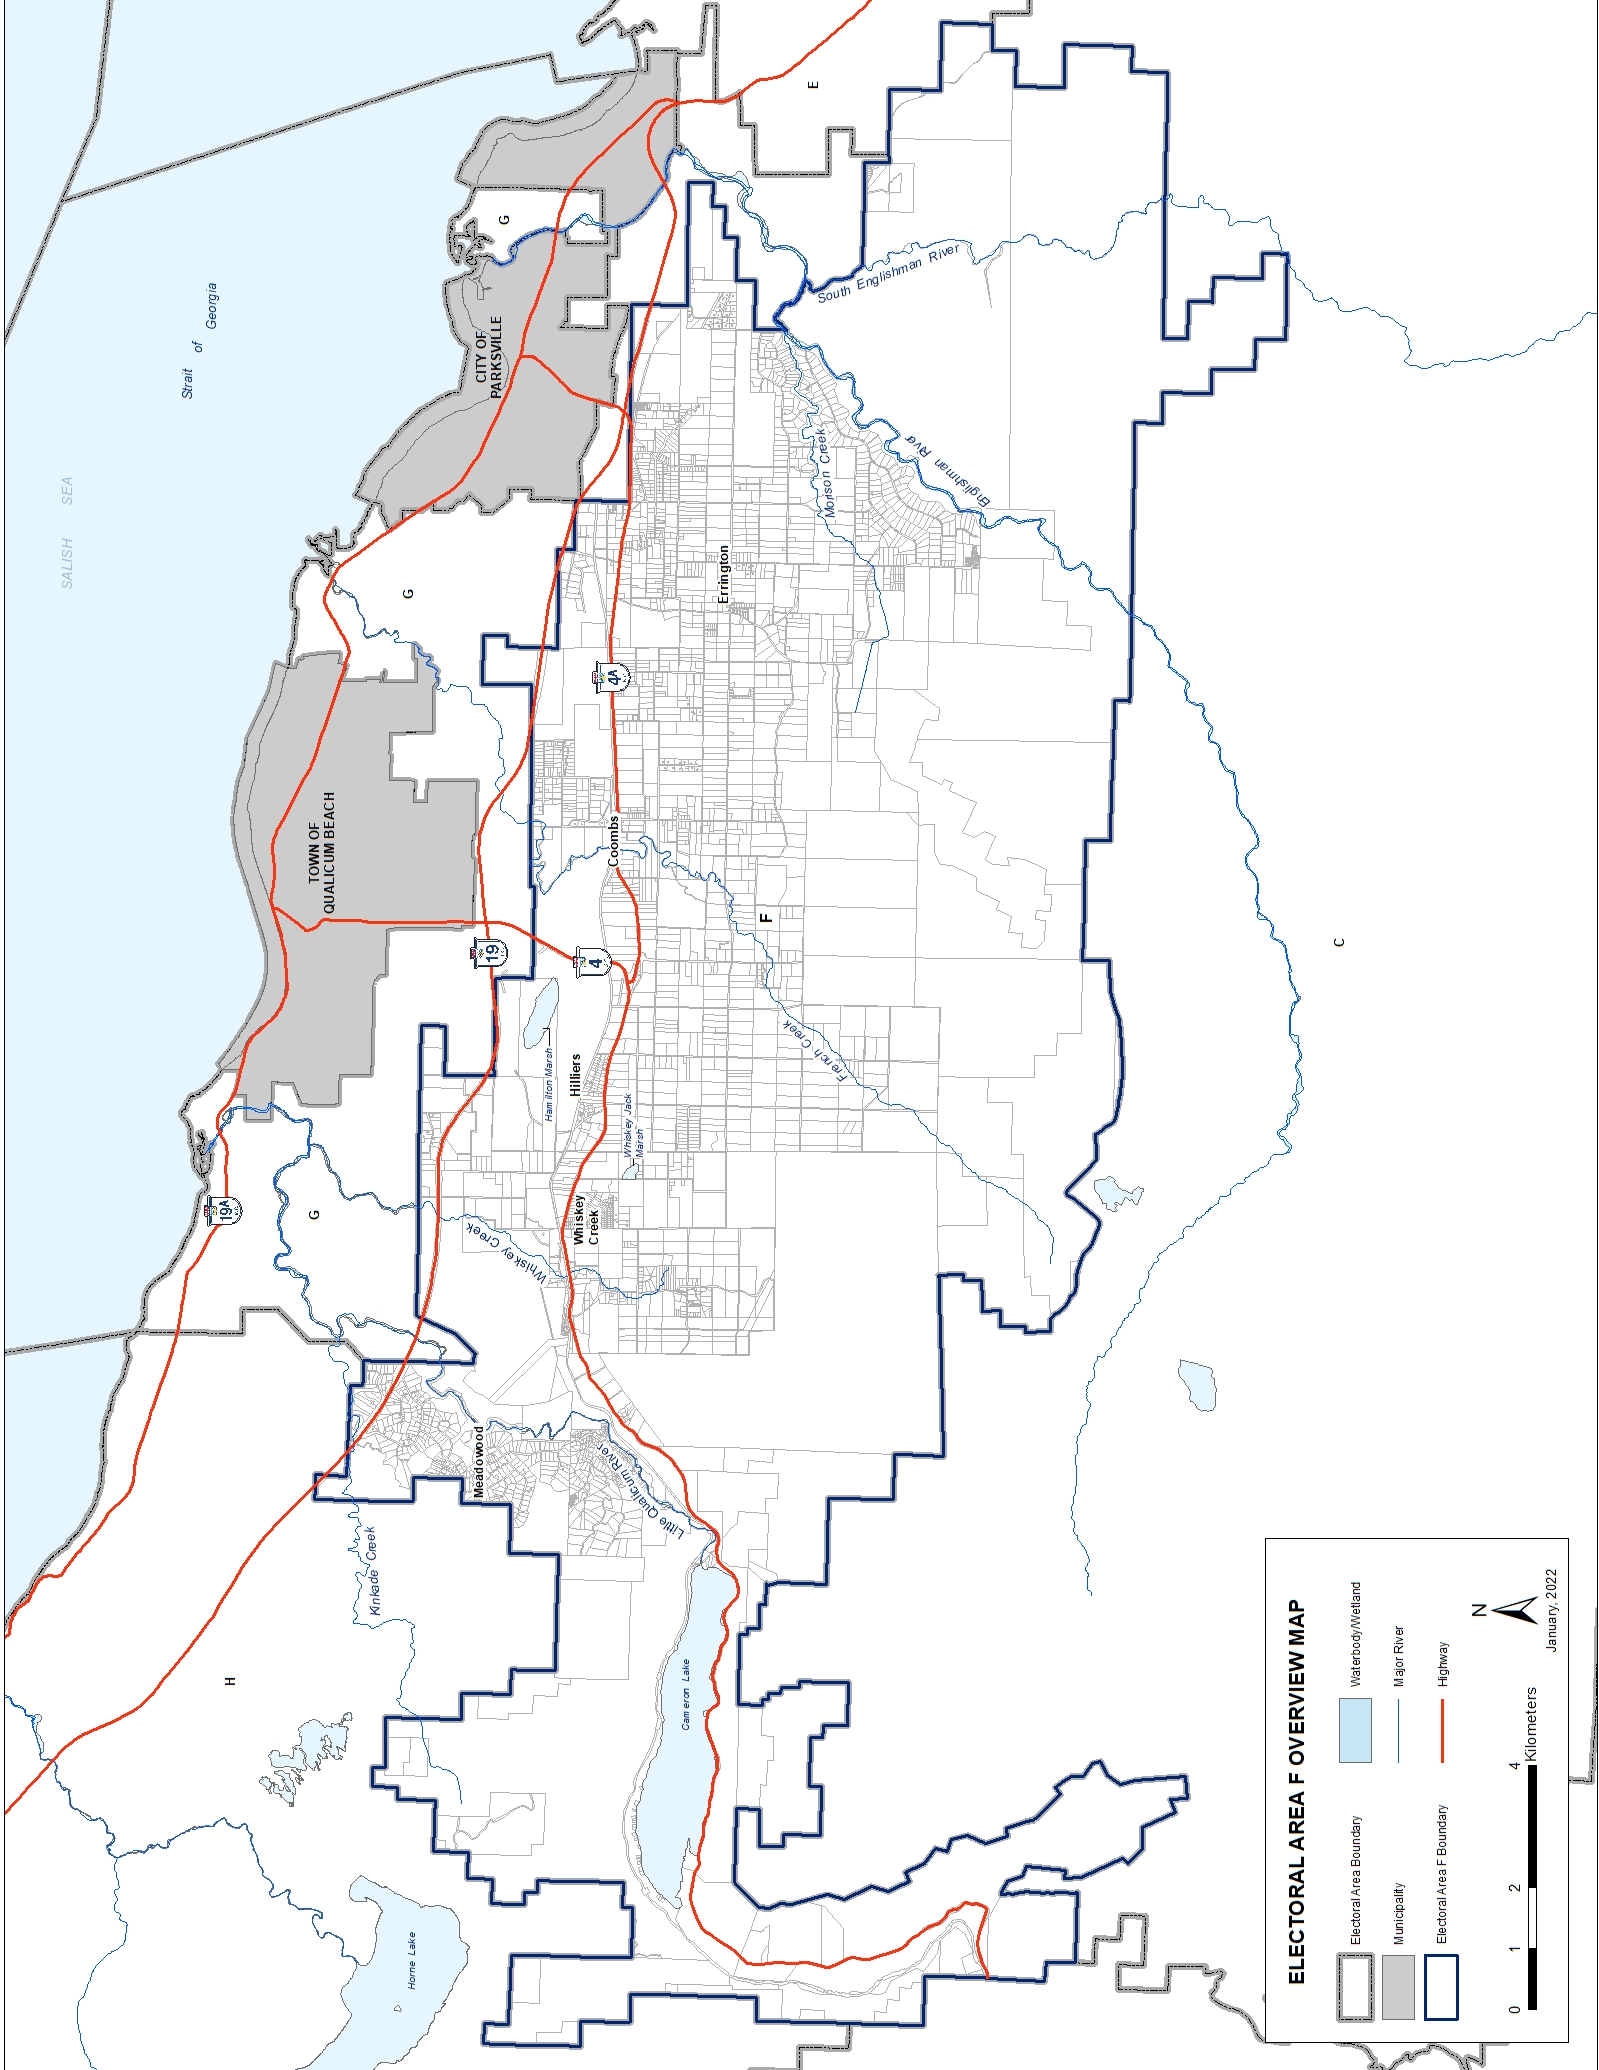 SALISH SEA
Strait of Georgia
CITY OF
PARKSVILLE
TOWN OF
QUALICUM BEACH
G
G
G
E
F
C
H
19A
19
4
4A
South Englishman River
Englishman River
Morison Creek
Errington
Coombs
French Creek
Hamilton Marsh
Hilliers
Whiskey Jack
Marsh
Whiskey
Creek
Whiskey Creek
Meadowood
Little Qualicum River
Kinkade Creek
Cameron Lake
Horne Lake
ELECTORAL AREA F OVERVIEW MAP
Electoral Area Boundary
Municipality
Electoral Area F Boundary
Waterbody/Wetland
Major River
Highway
N
0 1 2 4
Kilometers
January, 2022